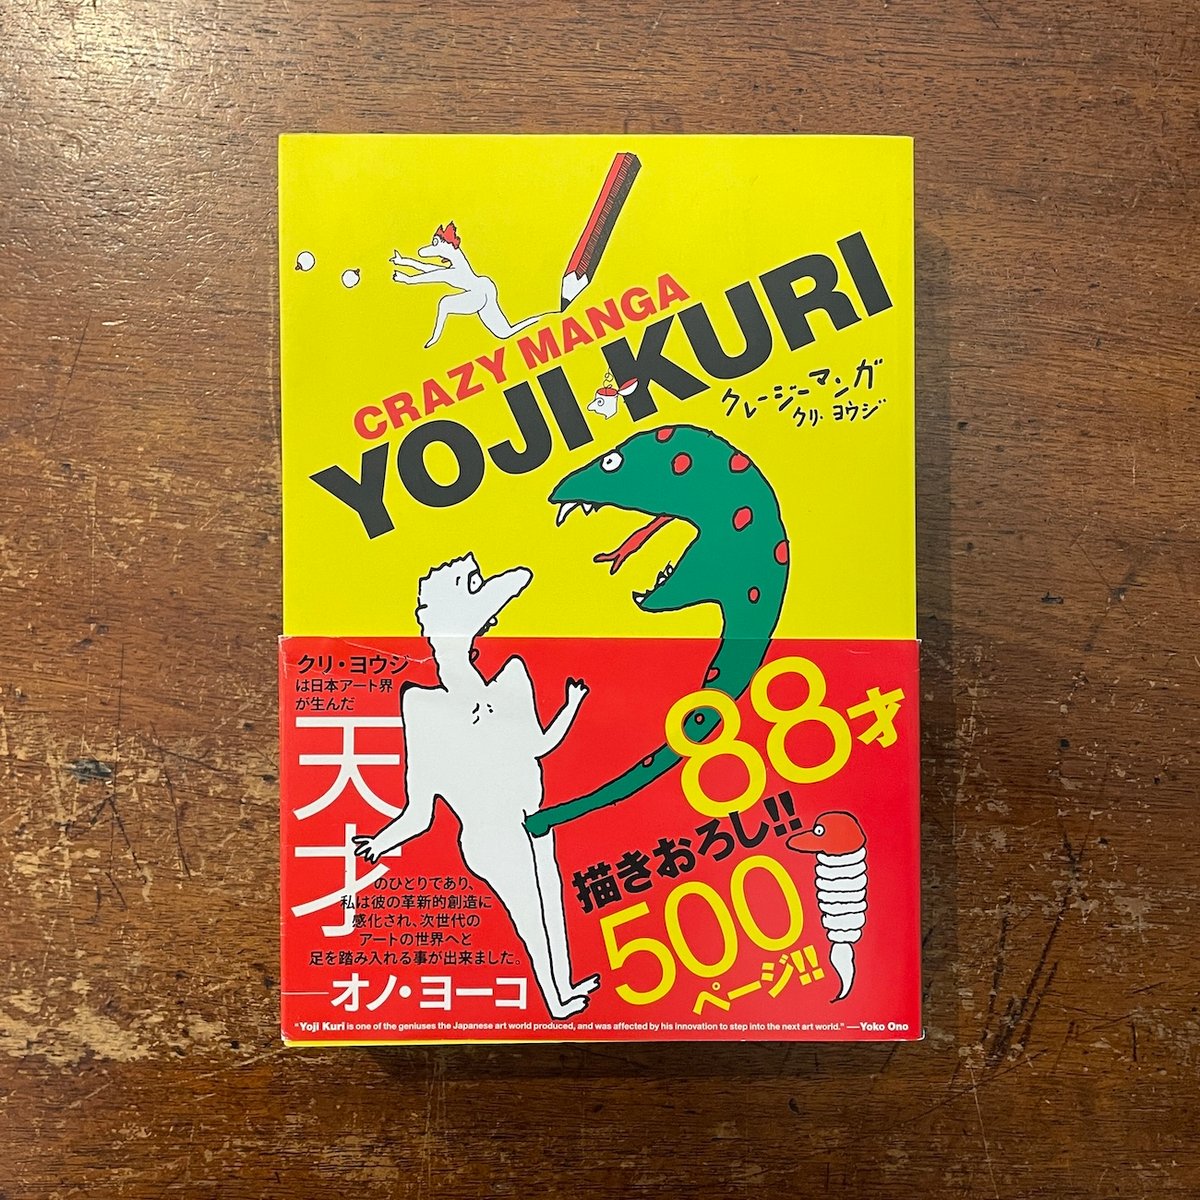 CRAZY MANGA
YOJI KURI
クレージーマンガ
クリ・ヨウジ
クリ・ヨウジ
は日本アート界
が生んだ
天才
のひとりであり、
私は彼の革新的創造に
感化され、次世代の
アートの世界へと
足を踏み入れる事が出来ました。
—オノ・ヨーコ
88才
描きおろし!!
500
ページ!!
"Yoji Kuri is one of the geniuses the Japanese art world produced, and was affected by his innovation to step into the next art world." —Yoko Ono